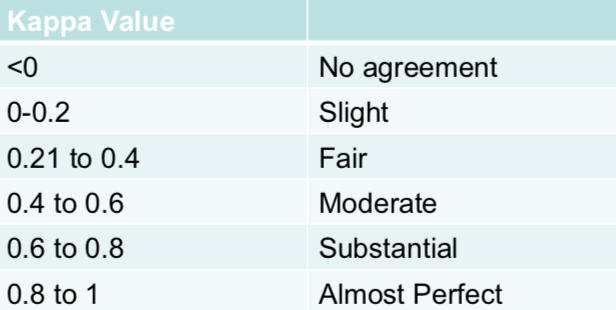 Kappa Value
<0 No agreement
0-0.2 Slight
0.21 to 0.4 Fair
0.4 to 0.6 Moderate
0.6 to 0.8 Substantial
0.8 to 1 Almost Perfect